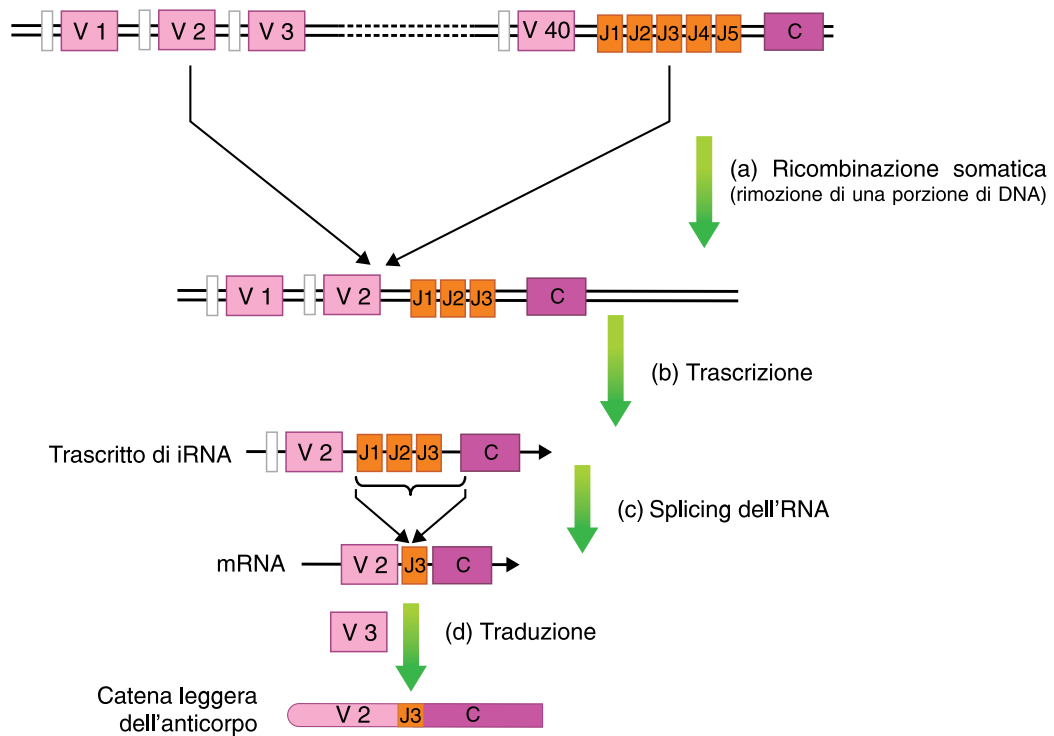 V 1 V 2 V 3 V 40 J1 J2 J3 J4 J5 C
(a) Ricombinazione somatica
(rimozione di una porzione di DNA)
V 1 V 2 J1 J2 J3 C
(b) Trascrizione
Trascritto di iRNA V 2 J1 J2 J3 C
(c) Splicing dell'RNA
mRNA V 2 J3 C
V 3 (d) Traduzione
Catena leggera
dell'anticorpo V 2 J3 C